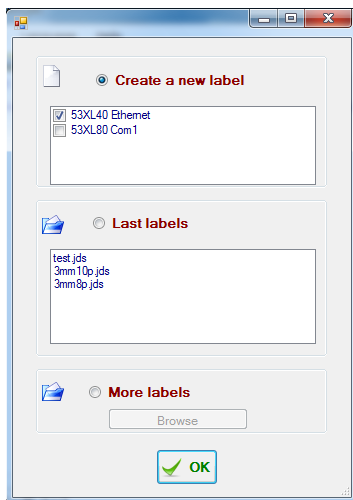 Create a new label
53XL40 Ethernet
53XL80 Com1
Last labels
test.jds
3mm10p.jds
3mm8p.jds
More labels
Browse
OK